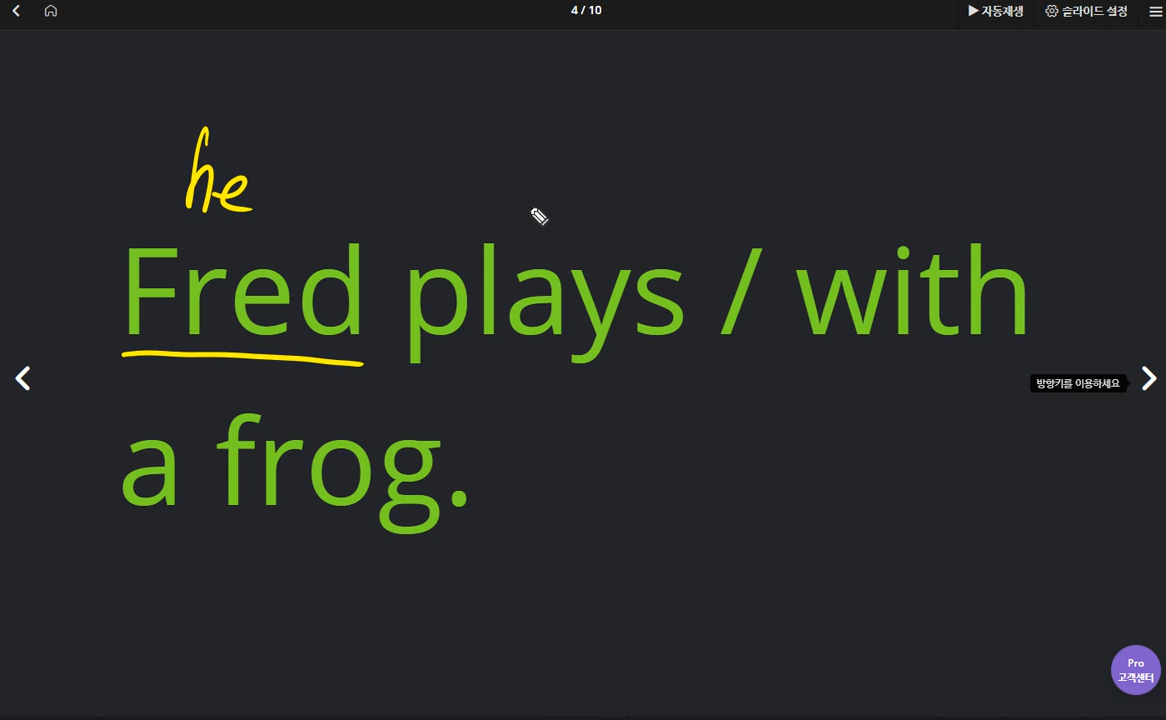 4 / 10
▶ 자동재생
슬라이드 설정
he
Fred plays / with
방향키를 이용하세요
a frog.
Pro
고객센터